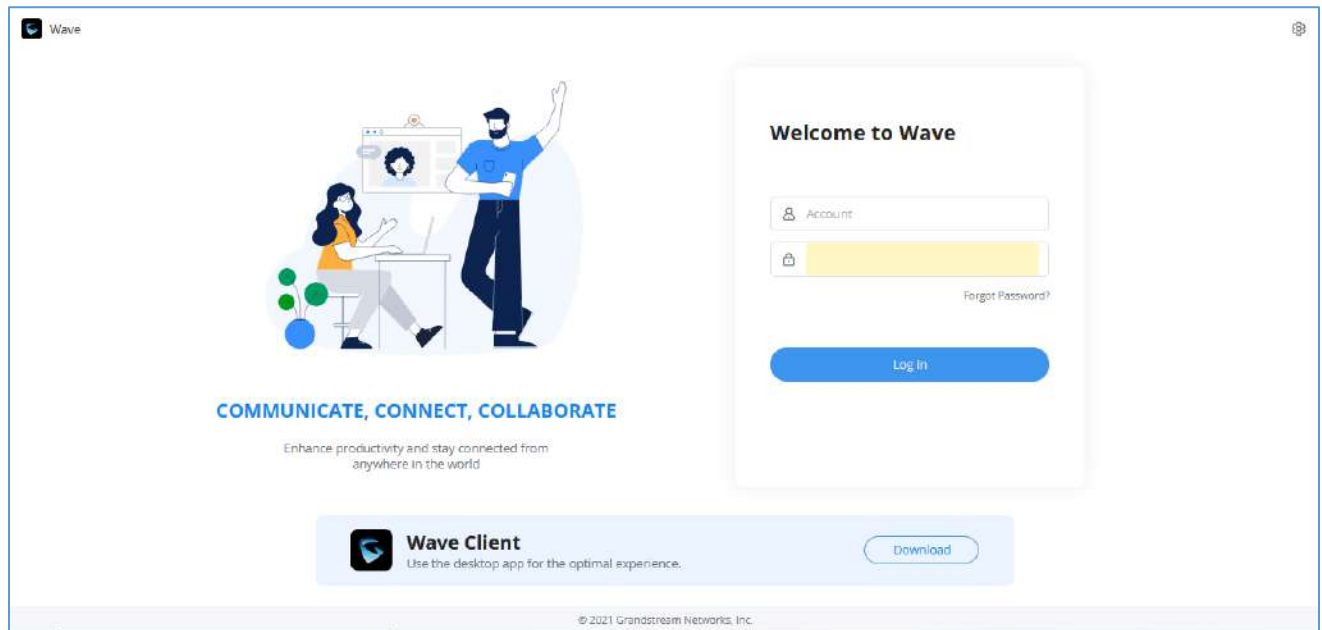 Wave
Welcome to Wave
Account
Forgot Password?
Log In
COMMUNICATE, CONNECT, COLLABORATE
Enhance productivity and stay connected from
anywhere in the world
Wave Client
Use the desktop app for the optimal experience.
Download
© 2021 Grandstream Networks, Inc.